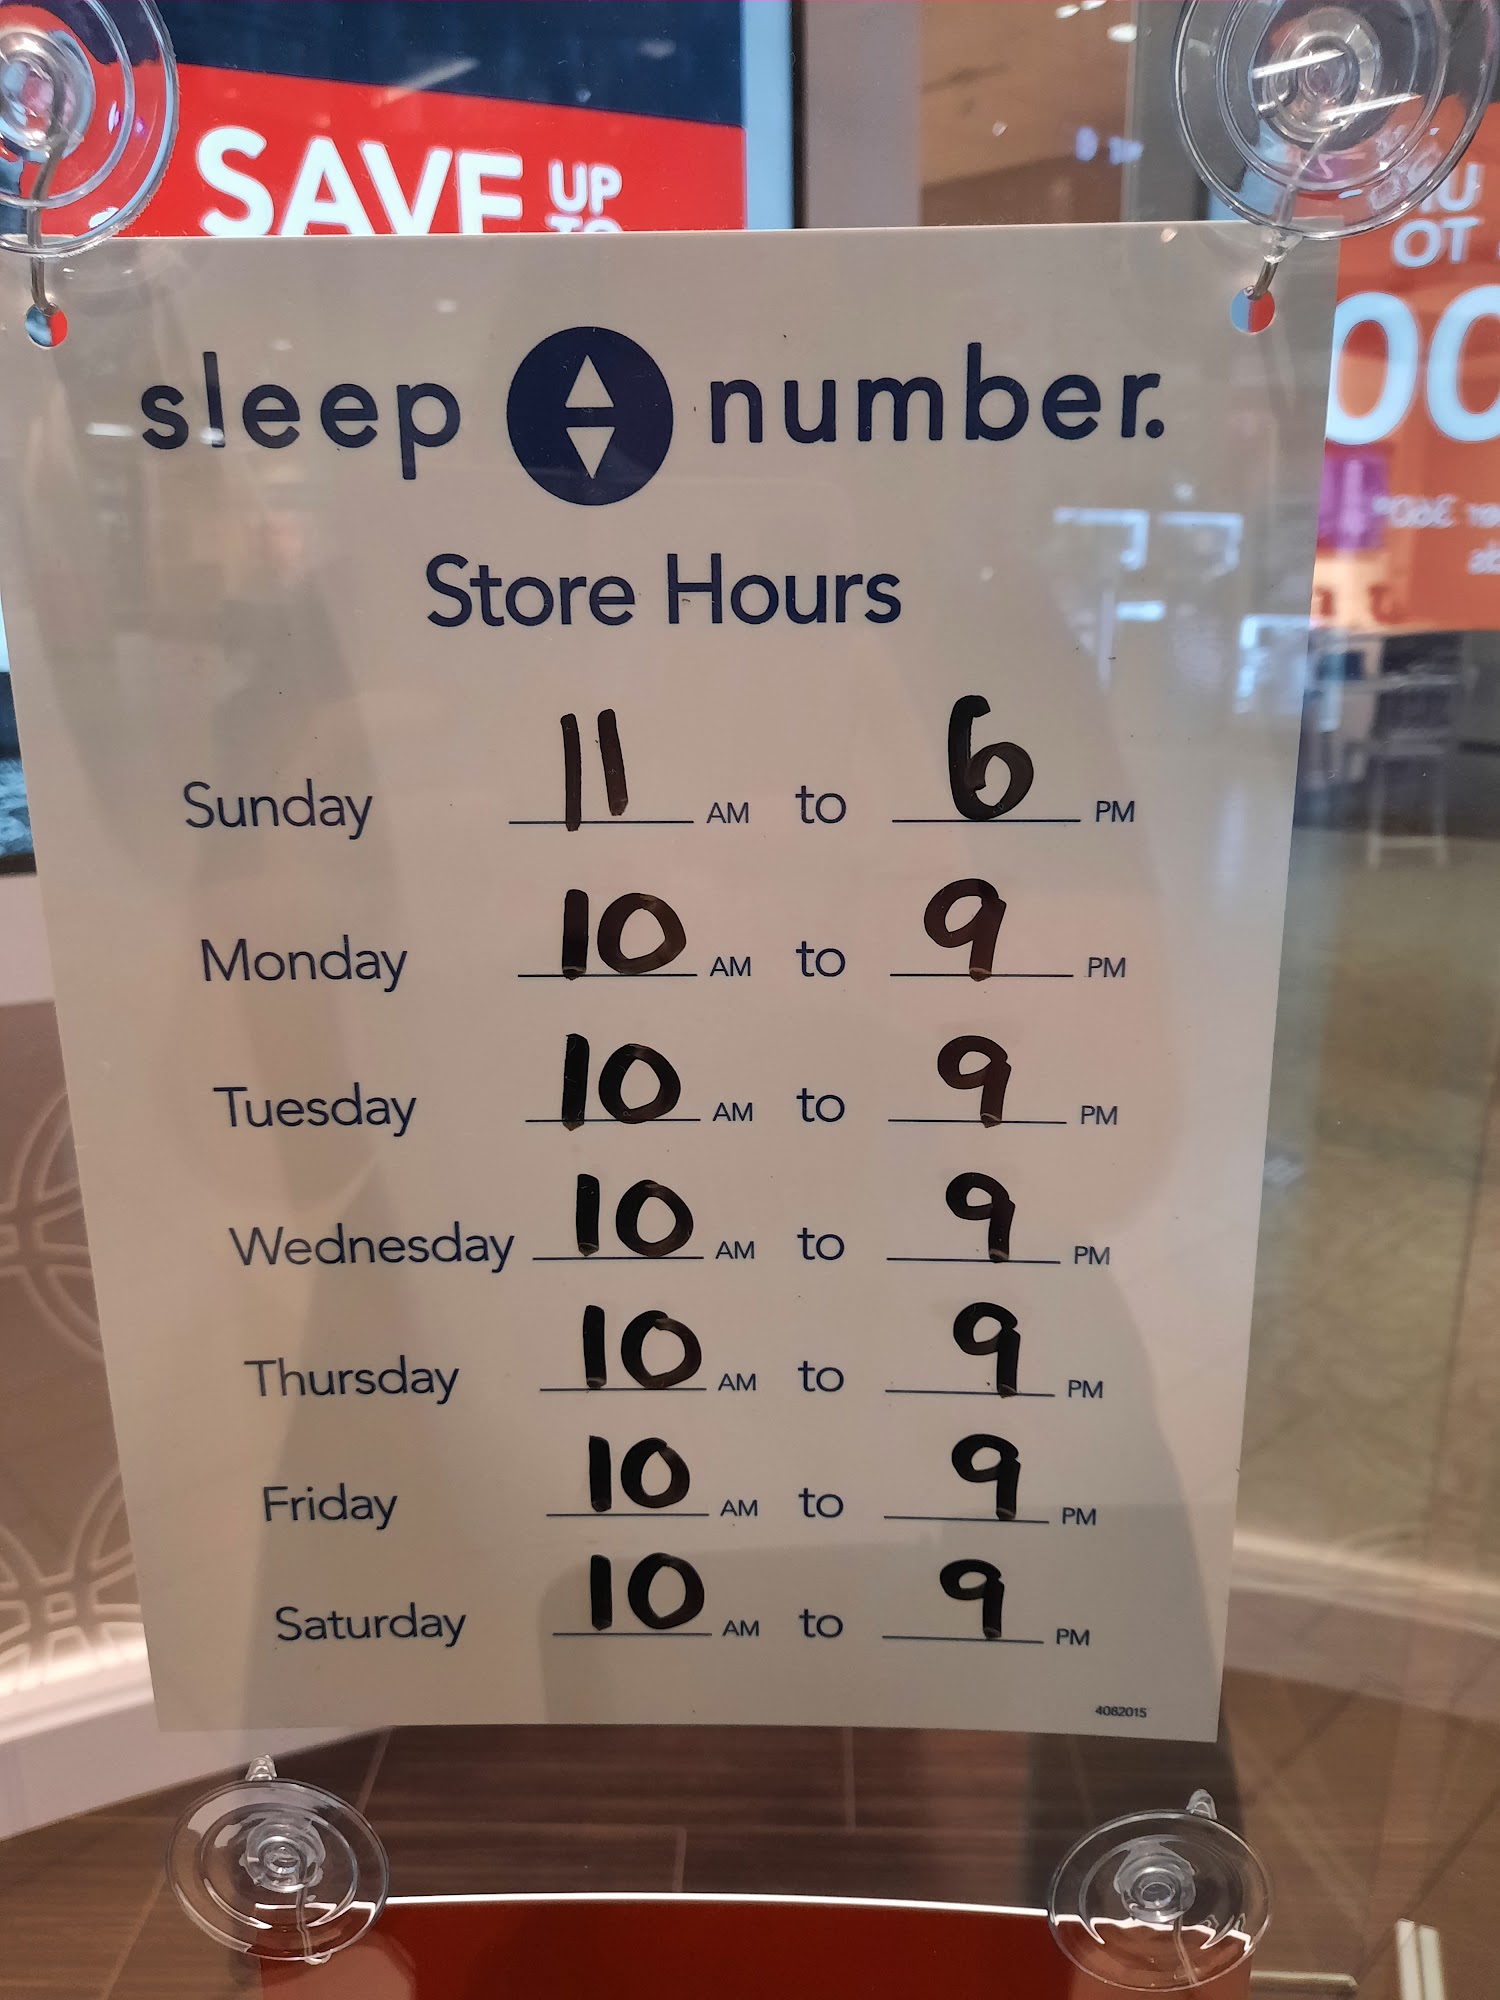 SAVE UP
TO
sleep number.
Store Hours
Sunday 11 AM to 6 PM
Monday 10 AM to 9 PM
Tuesday 10 AM to 9 PM
Wednesday 10 AM to 9 PM
Thursday 10 AM to 9 PM
Friday 10 AM to 9 PM
Saturday 10 AM to 9 PM
4082015